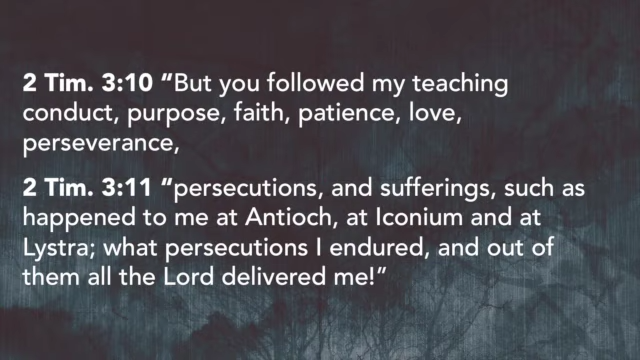 2 Tim. 3:10 “But you followed my teaching
conduct, purpose, faith, patience, love,
perseverance,
2 Tim. 3:11 “persecutions, and sufferings, such as
happened to me at Antioch, at Iconium and at
Lystra; what persecutions I endured, and out of
them all the Lord delivered me!”